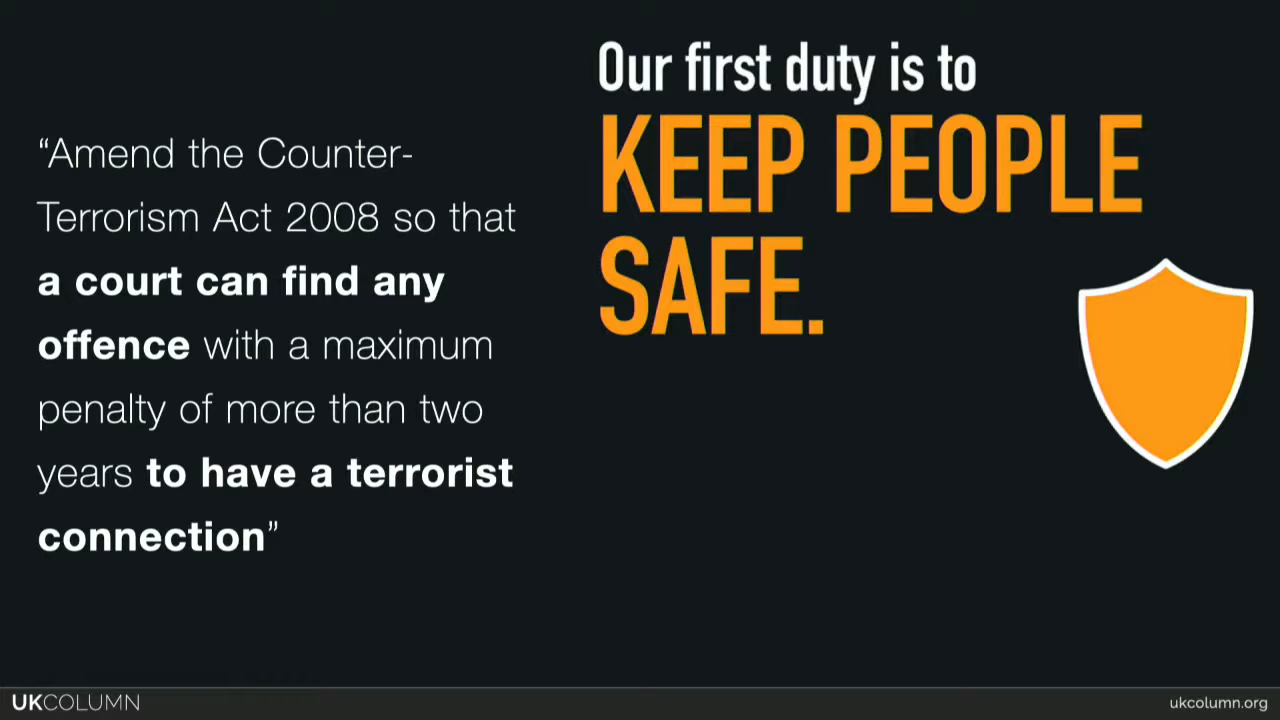 “Amend the Counter-
Terrorism Act 2008 so that
a court can find any
offence with a maximum
penalty of more than two
years to have a terrorist
connection”
Our first duty is to
KEEP PEOPLE
SAFE.
UKCOLUMN
ukcolumn.org